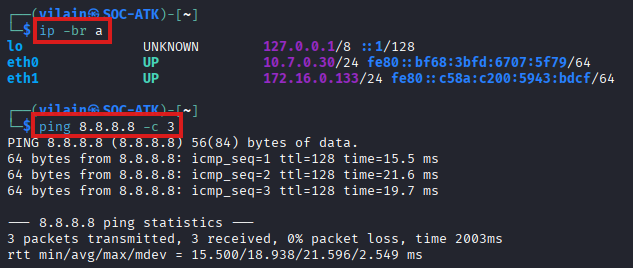 ┌──(vilain㉿SOC-ATK)-[~]
└─$ ip -br a
lo UNKNOWN 127.0.0.1/8 ::1/128
eth0 UP 10.7.0.30/24 fe80::bf68:3bfd:6707:5f79/64
eth1 UP 172.16.0.133/24 fe80::c58a:c200:5943:bdcf/64
┌──(vilain㉿SOC-ATK)-[~]
└─$ ping 8.8.8.8 -c 3
PING 8.8.8.8 (8.8.8.8) 56(84) bytes of data.
64 bytes from 8.8.8.8: icmp_seq=1 ttl=128 time=15.5 ms
64 bytes from 8.8.8.8: icmp_seq=2 ttl=128 time=21.6 ms
64 bytes from 8.8.8.8: icmp_seq=3 ttl=128 time=19.7 ms
--- 8.8.8.8 ping statistics ---
3 packets transmitted, 3 received, 0% packet loss, time 2003ms
rtt min/avg/max/mdev = 15.500/18.938/21.596/2.549 ms